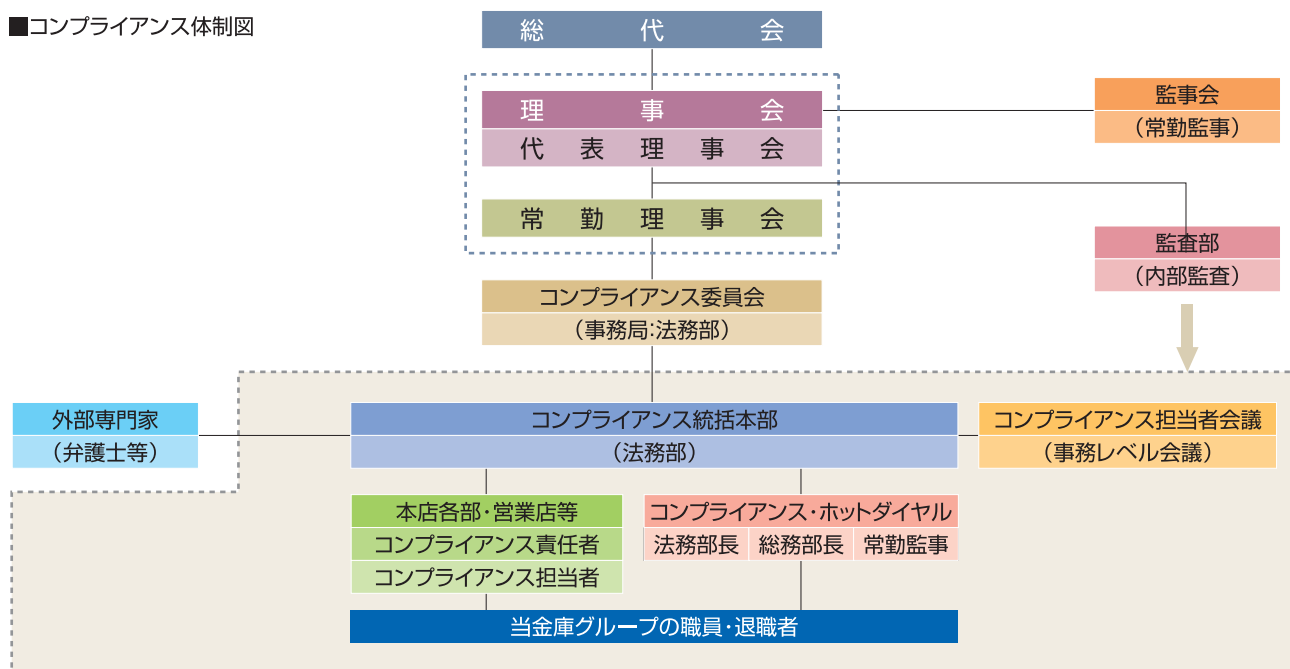 ■コンプライアンス体制図
総代会
理事会
代表理事会
常勤理事会
監事会
（常勤監事）
監査部
（内部監査）
コンプライアンス委員会
（事務局:法務部）
外部専門家
（弁護士等）
コンプライアンス統括本部
（法務部）
コンプライアンス担当者会議
（事務レベル会議）
本店各部・営業店等
コンプライアンス責任者
コンプライアンス担当者
コンプライアンス・ホットダイヤル
法務部長 総務部長 常勤監事
当金庫グループの職員・退職者